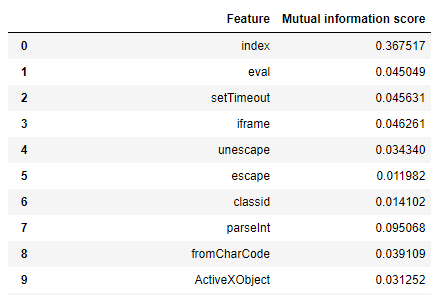 Feature Mutual information score
0 index 0.367517
1 eval 0.045049
2 setTimeout 0.045631
3 iframe 0.046261
4 unescape 0.034340
5 escape 0.011982
6 classid 0.014102
7 parseInt 0.095068
8 fromCharCode 0.039109
9 ActiveXObject 0.031252